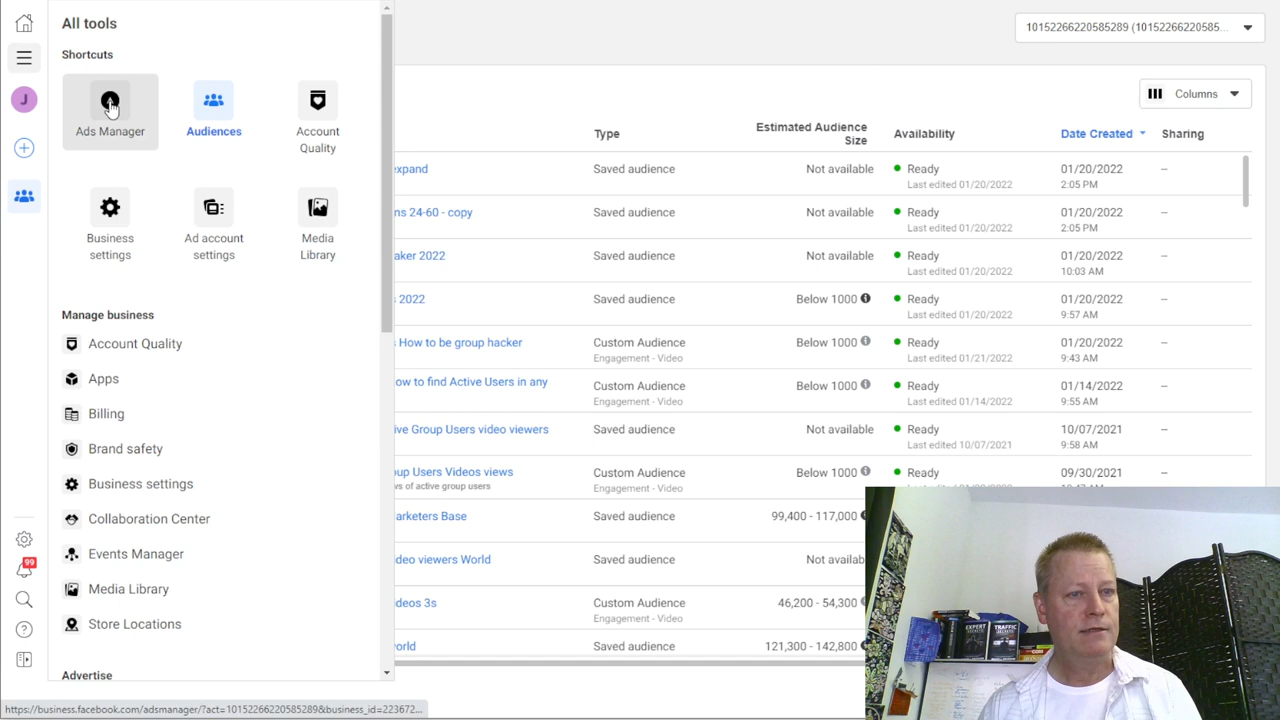 All tools
Shortcuts
Ads Manager
Audiences
Account
Quality
Business
settings
Ad account
settings
Media
Library
Manage business
Account Quality
Apps
Billing
Brand safety
Business settings
Collaboration Center
Events Manager
Media Library
Store Locations
Advertise
J
99
10152266220585289 (10152266220585...
Columns
Type
Estimated Audience
Size
Availability
Date Created
Sharing
expand
Saved audience
Not available
Ready
Last edited 01/20/2022
01/20/2022
2:05 PM
--
ns 24-60 - copy
Saved audience
Not available
Ready
Last edited 01/20/2022
01/20/2022
2:05 PM
--
aker 2022
Saved audience
Not available
Ready
Last edited 01/20/2022
01/20/2022
10:03 AM
--
s 2022
Saved audience
Below 1000
Ready
Last edited 01/20/2022
01/20/2022
9:57 AM
--
How to be group hacker
Custom Audience
Engagement - Video
Below 1000
Ready
Last edited 01/21/2022
01/20/2022
9:43 AM
--
ow to find Active Users in any
Custom Audience
Engagement - Video
Below 1000
Ready
Last edited 01/14/2022
01/14/2022
9:55 AM
--
ive Group Users video viewers
Saved audience
Not available
Ready
Last edited 10/07/2021
10/07/2021
9:58 AM
--
oup Users Videos views
ws of active group users
Custom Audience
Engagement - Video
Below 1000
Ready
09/30/2021
--
arketers Base
Saved audience
99,400 - 117,000
deo viewers World
Saved audience
Not availab
deos 3s
Custom Audience
Engagement - Video
46,200 - 54,300
world
Saved audience
121,300 - 142,800
EXPERT
SECRETS
TRAFFIC
SECRETS
https://business.facebook.com/adsmanager/?act=10152266220585289&business_id=223672...